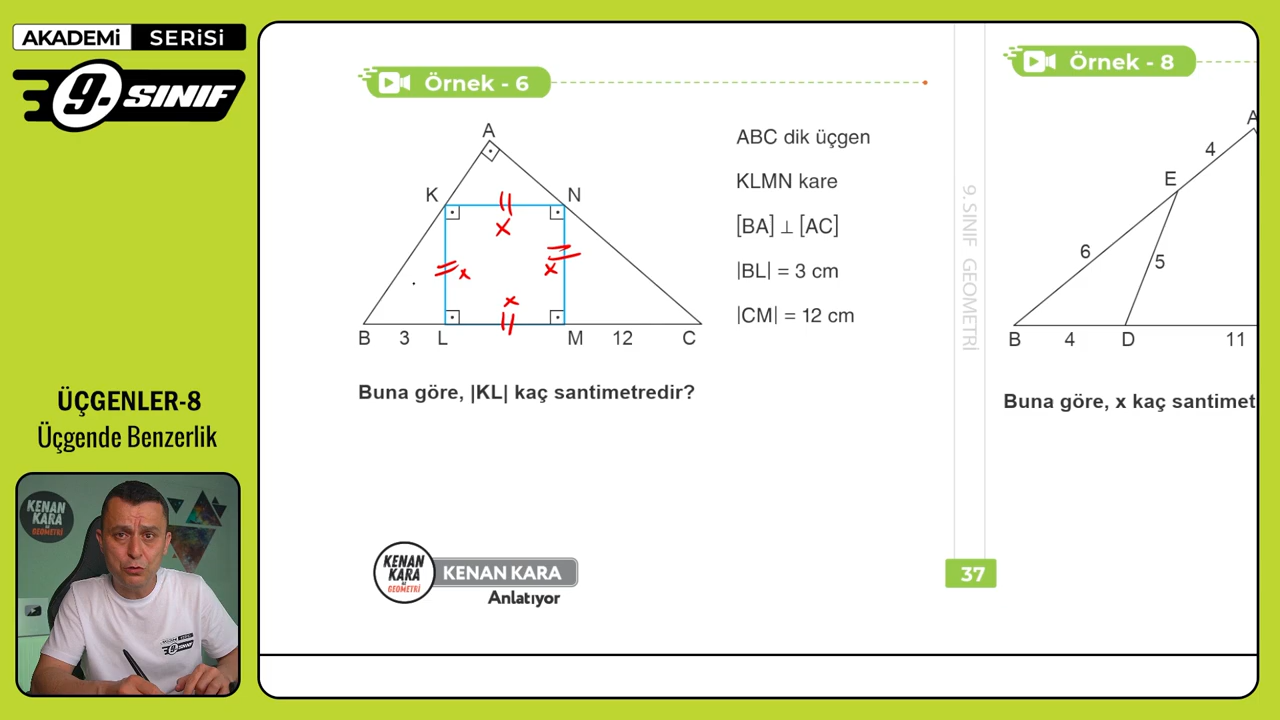 AKADEMİ SERİSİ
9. SINIF
ÜÇGENLER-8
Üçgende Benzerlik
KENAN
KARA
ile
GEOMETRİ
Örnek - 6
A
K
N
x
x
x
x
B
3
L
M
12
C
ABC dik üçgen
KLMN kare
[BA] ⊥ [AC]
|BL| = 3 cm
|CM| = 12 cm
Buna göre, |KL| kaç santimetredir?
KENAN
KARA
ile
GEOMETRİ
KENAN KARA
Anlatıyor
9. SINIF GEOMETRİ
37
Örnek - 8
A
4
E
6
5
B
4
D
11
Buna göre, x kaç santimet